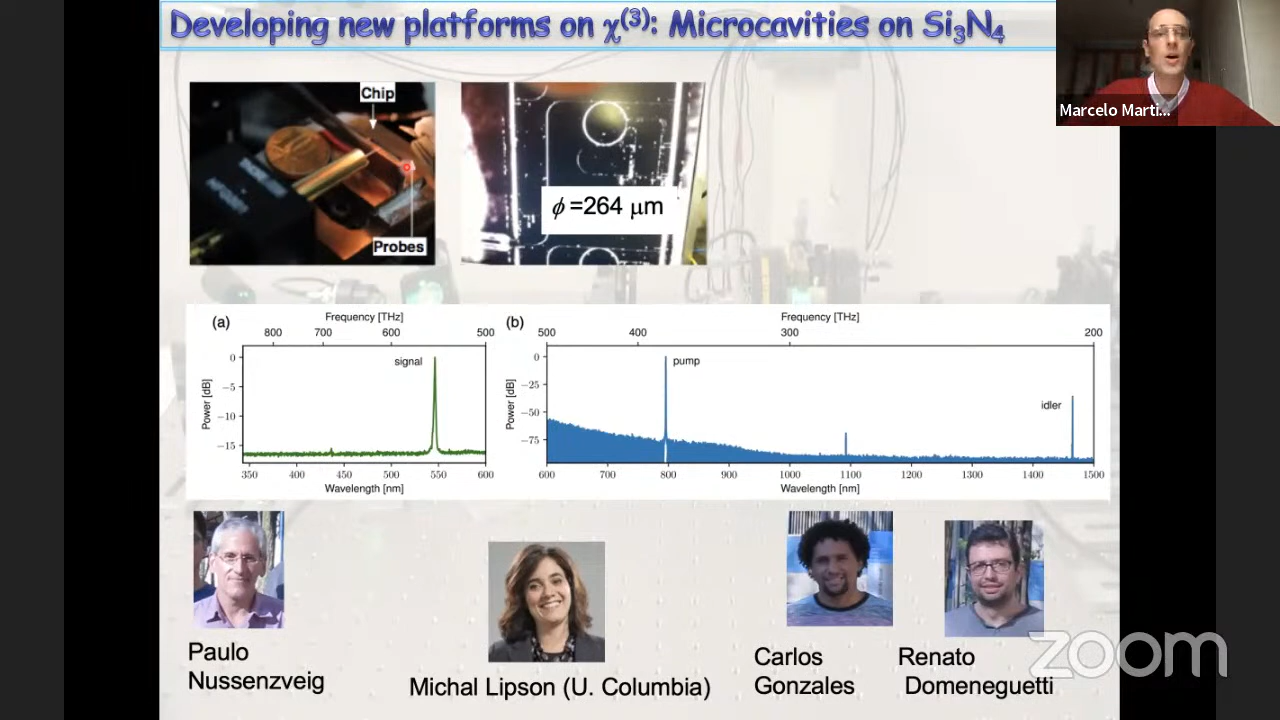 Developing new platforms on χ(3): Microcavities on Si3N4
Marcelo Marti...
Chip
Probes
ϕ =264 μm
(a)
Frequency [THz]
800 700 600 500
signal
Power [dB]
0
−5
−10
−15
350 400 450 500 550 600
Wavelength [nm]
(b)
Frequency [THz]
500 400 300 200
pump
idler
Power [dB]
0
−25
−50
−75
600 700 800 900 1000 1100 1200 1300 1400 1500
Wavelength [nm]
Paulo
Nussenzveig
Michal Lipson (U. Columbia)
Carlos
Gonzales
Renato
Domeneguetti
zoom